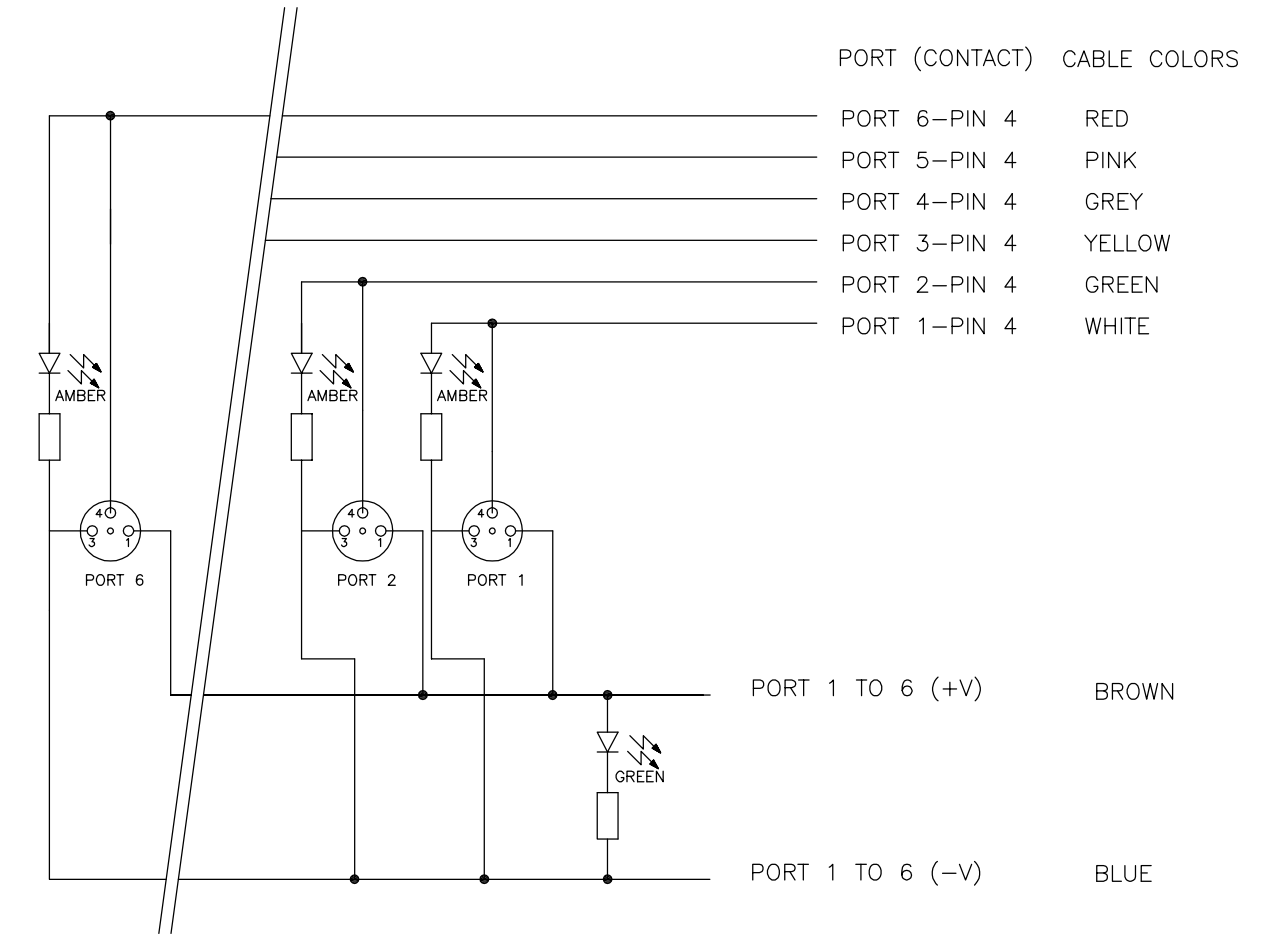 PORT (CONTACT) CABLE COLORS
PORT 6-PIN 4 RED
PORT 5-PIN 4 PINK
PORT 4-PIN 4 GREY
PORT 3-PIN 4 YELLOW
PORT 2-PIN 4 GREEN
PORT 1-PIN 4 WHITE
AMBER AMBER AMBER
4 4 4
3 1 3 1 3 1
PORT 6 PORT 2 PORT 1
PORT 1 TO 6 (+V) BROWN
GREEN
PORT 1 TO 6 (-V) BLUE